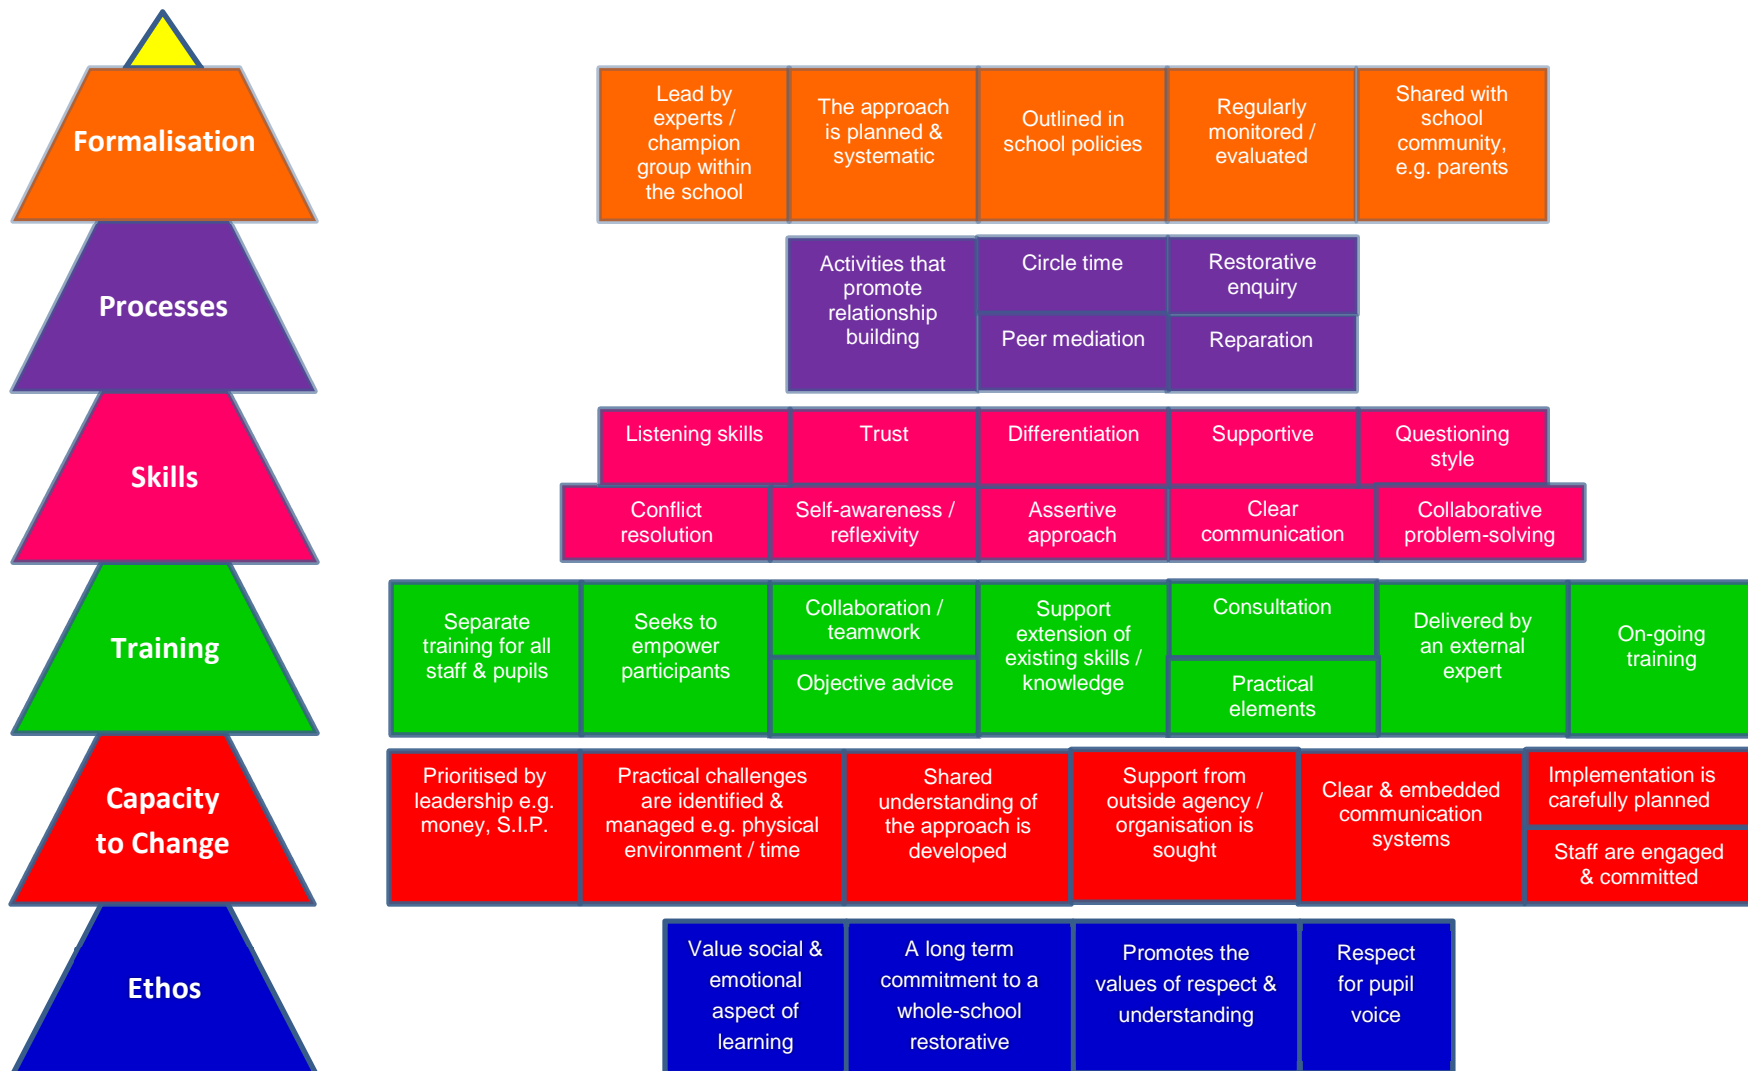 Formalisation
Lead by
experts /
champion
group within
the school
The approach
is planned &
systematic
Outlined in
school policies
Regularly
monitored /
evaluated
Shared with
school
community,
e.g. parents
Processes
Activities that
promote
relationship
building
Circle time
Peer mediation
Restorative
enquiry
Reparation
Skills
Listening skills
Trust
Differentiation
Supportive
Questioning
style
Conflict
resolution
Self-awareness /
reflexivity
Assertive
approach
Clear
communication
Collaborative
problem-solving
Training
Separate
training for all
staff & pupils
Seeks to
empower
participants
Collaboration /
teamwork
Objective advice
Support
extension of
existing skills /
knowledge
Consultation
Practical
elements
Delivered by
an external
expert
On-going
training
Capacity
to Change
Prioritised by
leadership e.g.
money, S.I.P.
Practical challenges
are identified &
managed e.g. physical
environment / time
Shared
understanding of
the approach is
developed
Support from
outside agency /
organisation is
sought
Clear & embedded
communication
systems
Implementation is
carefully planned
Staff are engaged
& committed
Ethos
Value social &
emotional
aspect of
learning
A long term
commitment to a
whole-school
restorative
Promotes the
values of respect &
understanding
Respect
for pupil
voice